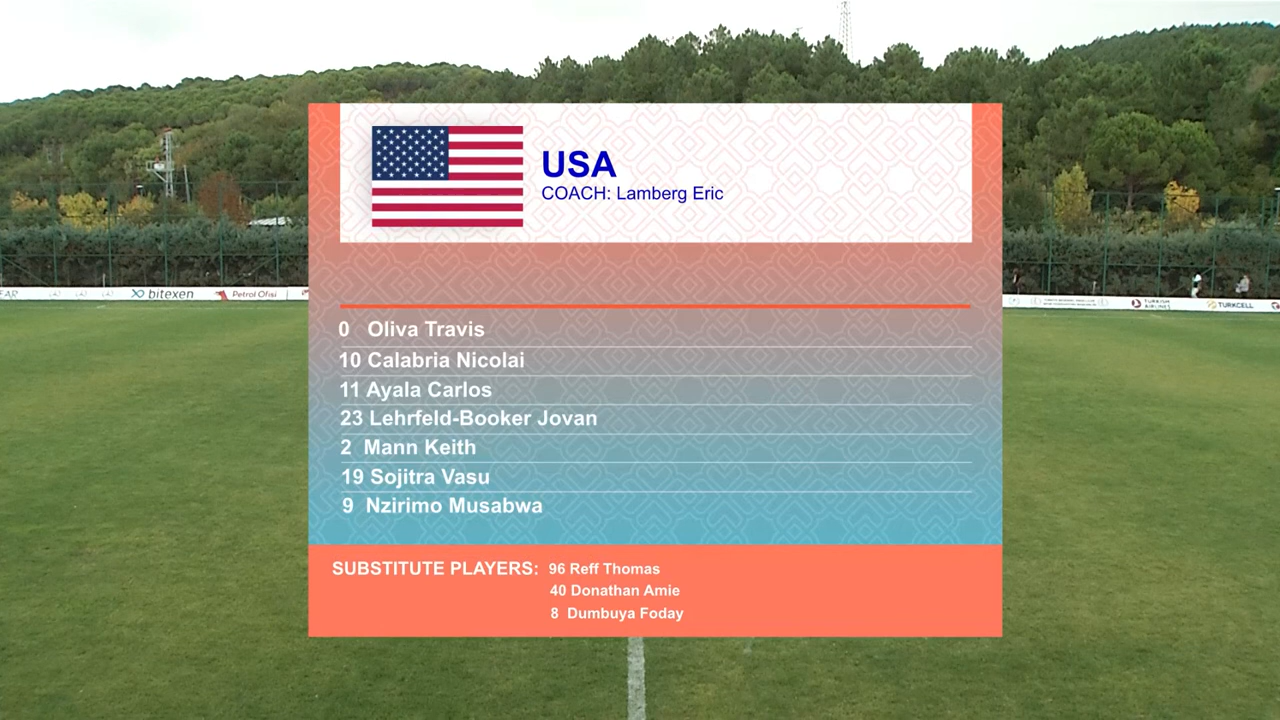 USA
COACH: Lamberg Eric
0 Oliva Travis
10 Calabria Nicolai
11 Ayala Carlos
23 Lehrfeld-Booker Jovan
2 Mann Keith
19 Sojitra Vasu
9 Nzirimo Musabwa
SUBSTITUTE PLAYERS: 96 Reff Thomas
40 Donathan Amie
8 Dumbuya Foday
bitexen
Petrol Ofisi
TURKISH AIRLINES
TURKCELL